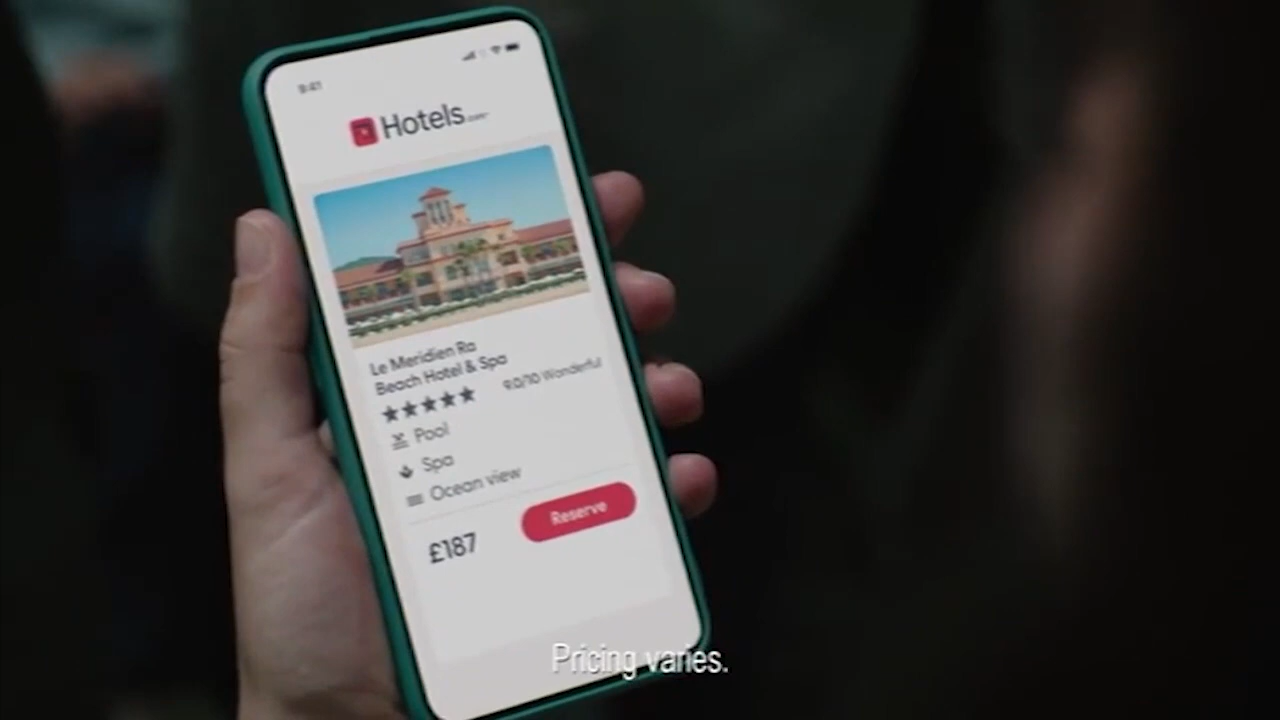 9:41
Hotels.com
Le Meridien Ra
Beach Hotel & Spa
9.0/10 Wonderful
Pool
Spa
Ocean view
£187
Reserve
Pricing varies.